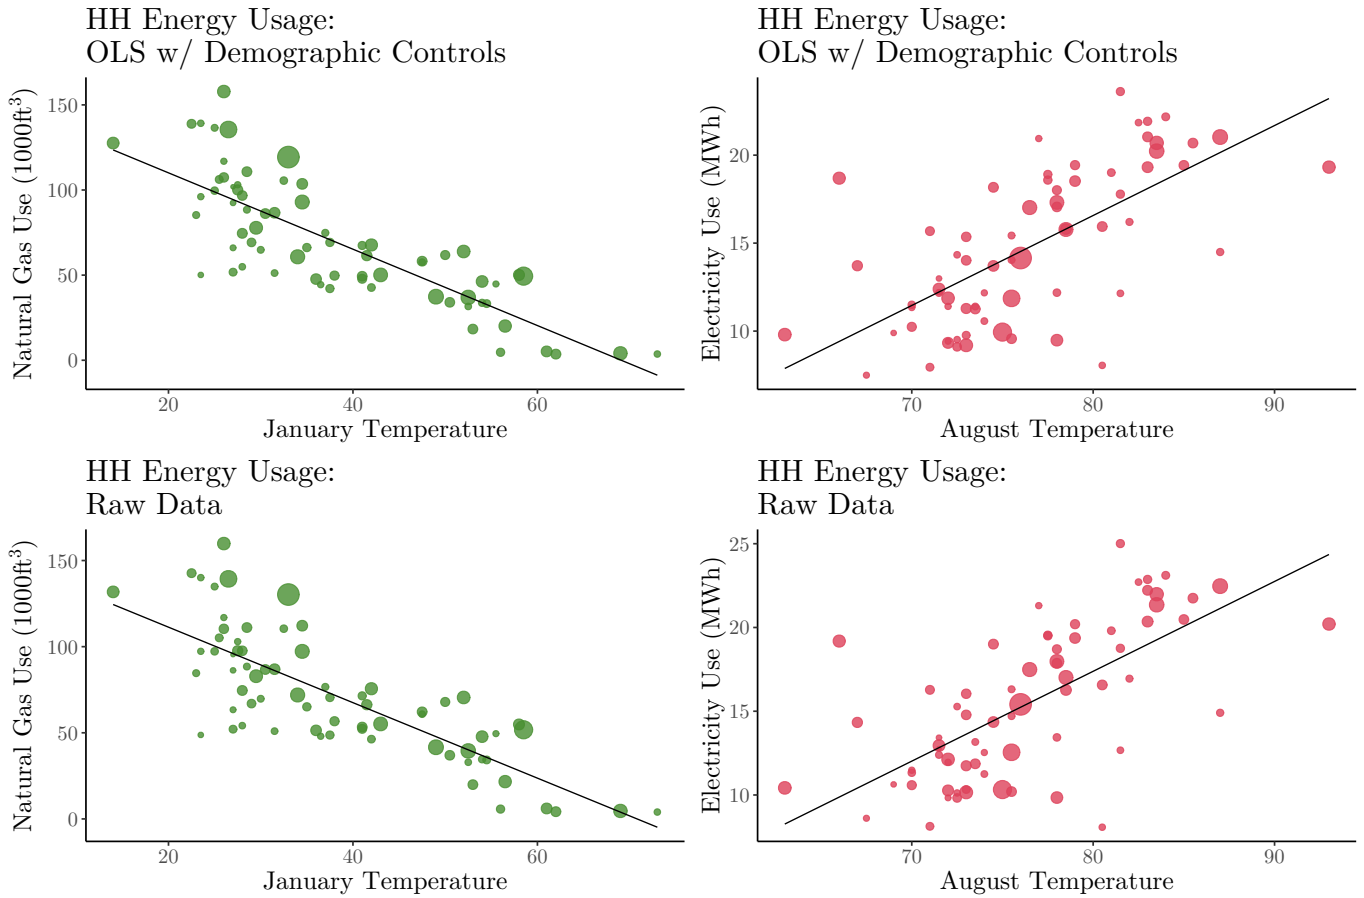 HH Energy Usage:
OLS w/ Demographic Controls
Natural Gas Use (1000ft³)
150
100
50
0
20
40
60
January Temperature
HH Energy Usage:
OLS w/ Demographic Controls
Electricity Use (MWh)
20
15
10
70
80
90
August Temperature
HH Energy Usage:
Raw Data
Natural Gas Use (1000ft³)
150
100
50
0
20
40
60
January Temperature
HH Energy Usage:
Raw Data
Electricity Use (MWh)
25
20
15
10
70
80
90
August Temperature